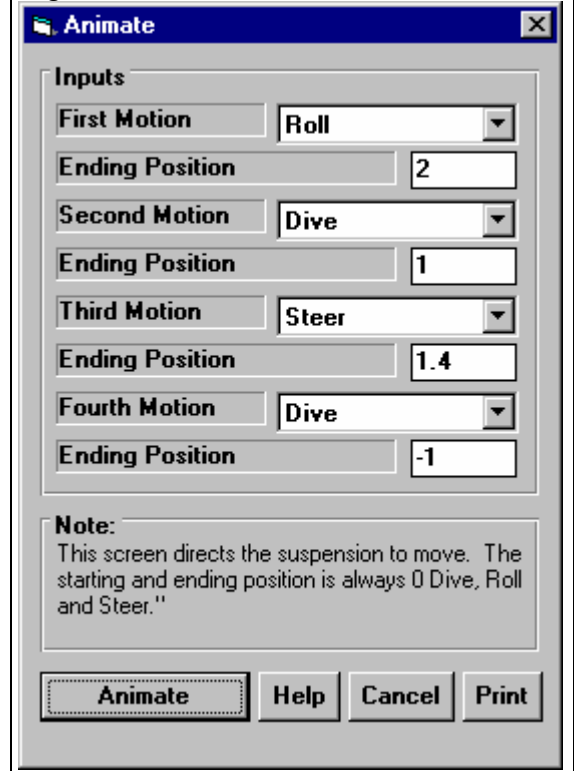 Animate
Inputs
First Motion Roll
Ending Position 2
Second Motion Dive
Ending Position 1
Third Motion Steer
Ending Position 1.4
Fourth Motion Dive
Ending Position -1
Note:
This screen directs the suspension to move. The
starting and ending position is always 0 Dive, Roll
and Steer."
Animate Help Cancel Print